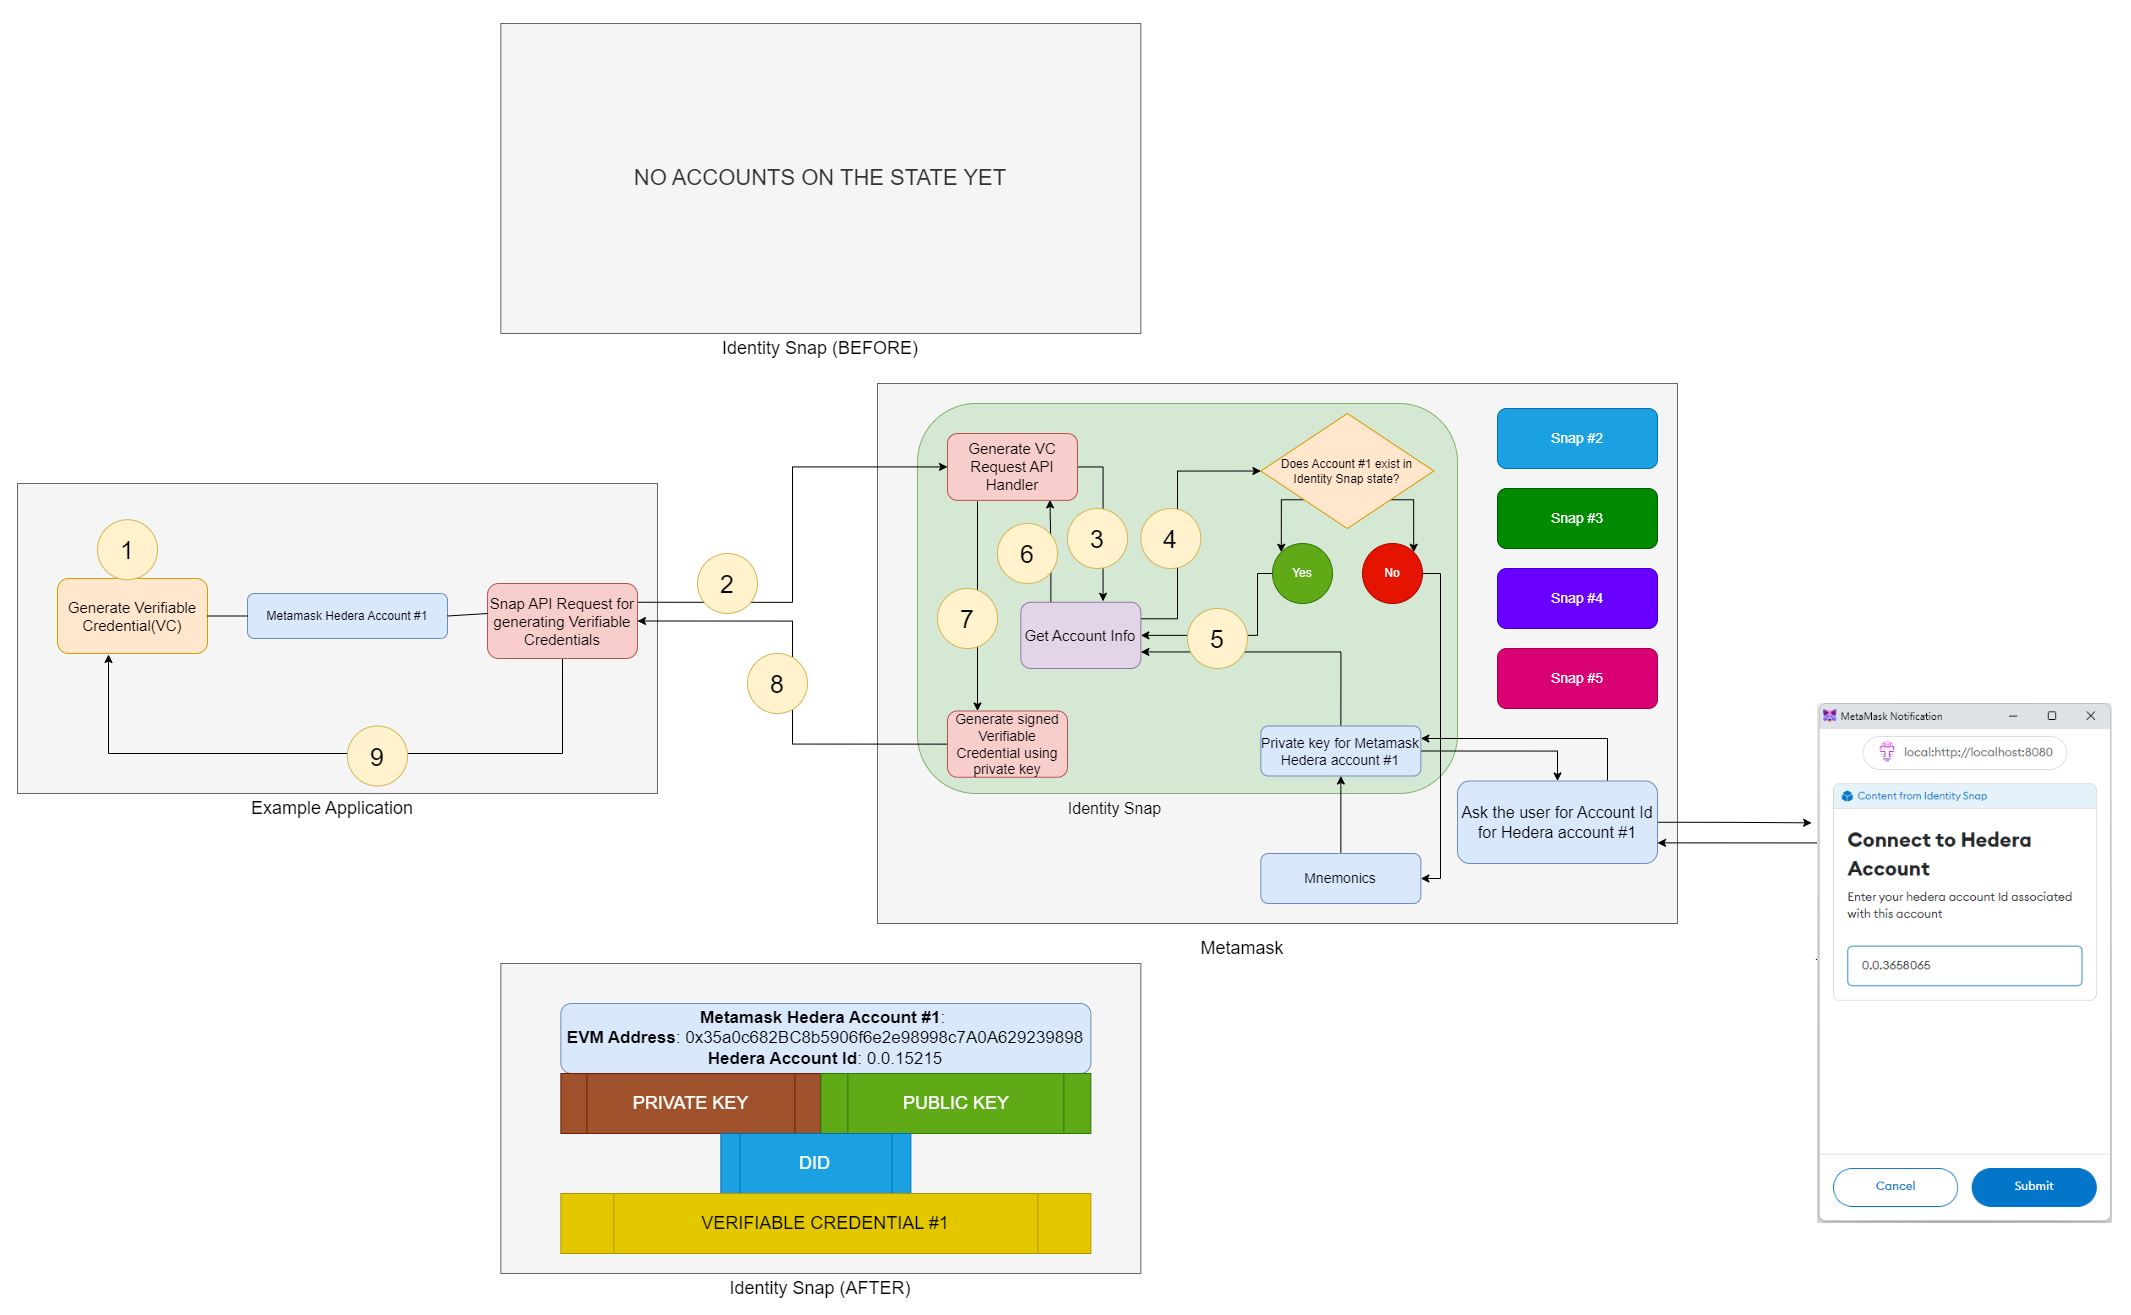 NO ACCOUNTS ON THE STATE YET
Identity Snap (BEFORE)
1
Generate Verifiable
Credential(VC)
Metamask Hedera Account #1
Snap API Request for
generating Verifiable
Credentials
9
Example Application
2
8
Generate VC
Request API
Handler
6
3
4
7
Get Account Info
5
Does Account #1 exist in
Identity Snap state?
Yes
No
Generate signed
Verifiable
Credential using
private key
Private key for Metamask
Hedera account #1
Identity Snap
Mnemonics
Snap #2
Snap #3
Snap #4
Snap #5
Ask the user for Account Id
for Hedera account #1
Metamask
MetaMask Notification
local:http://localhost:8080
Content from Identity Snap
Connect to Hedera
Account
Enter your hedera account Id associated
with this account
0.0.3658065
Cancel
Submit
Metamask Hedera Account #1:
EVM Address: 0x35a0c682BC8b5906f6e2e98998c7A0A629239898
Hedera Account Id: 0.0.15215
PRIVATE KEY
PUBLIC KEY
DID
VERIFIABLE CREDENTIAL #1
Identity Snap (AFTER)